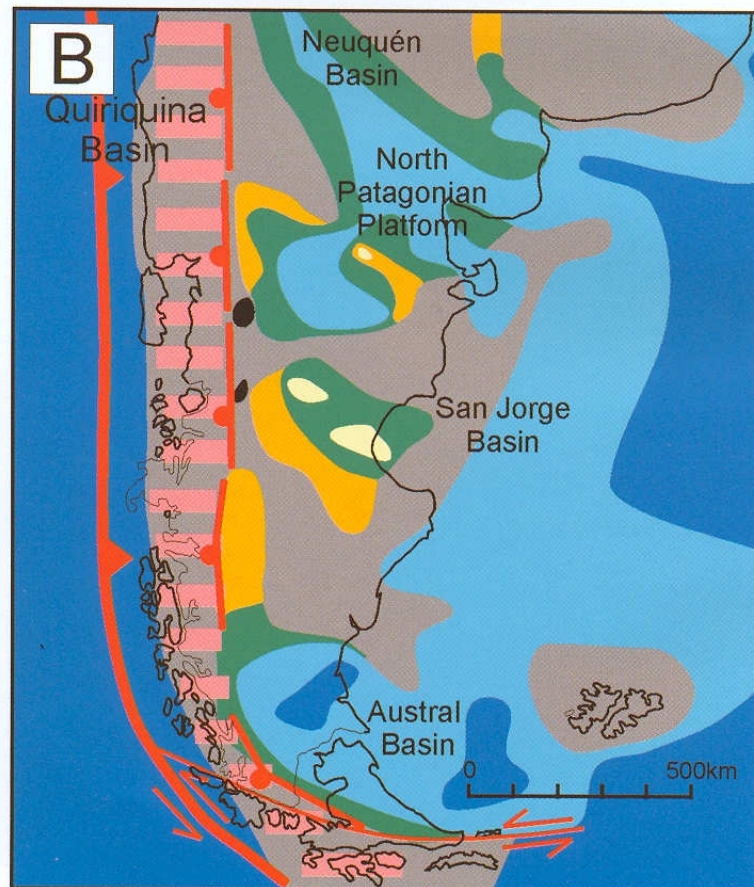 B
Quiriquina
Basin
Neuquén
Basin
North
Patagonian
Platform
San Jorge
Basin
Austral
Basin
0 500km